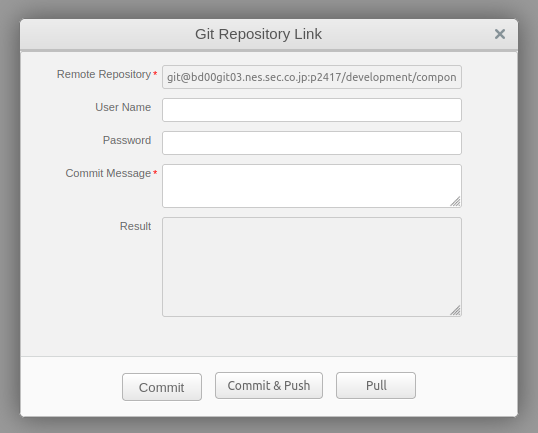 Git Repository Link
Remote Repository * git@bd00git03.nes.sec.co.jp:p2417/development/compon
User Name
Password
Commit Message *
Result
Commit Commit & Push Pull